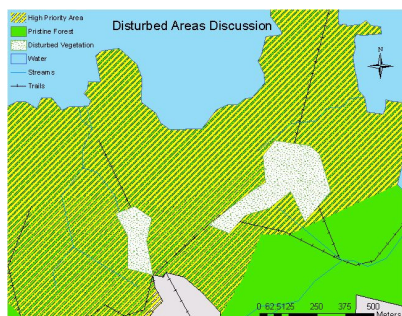 Disturbed Areas Discussion
High Priority Area
Pristine Forest
Disturbed Vegetation
Water
Streams
Trails
N
0 62.5125 250 375 500
Meters